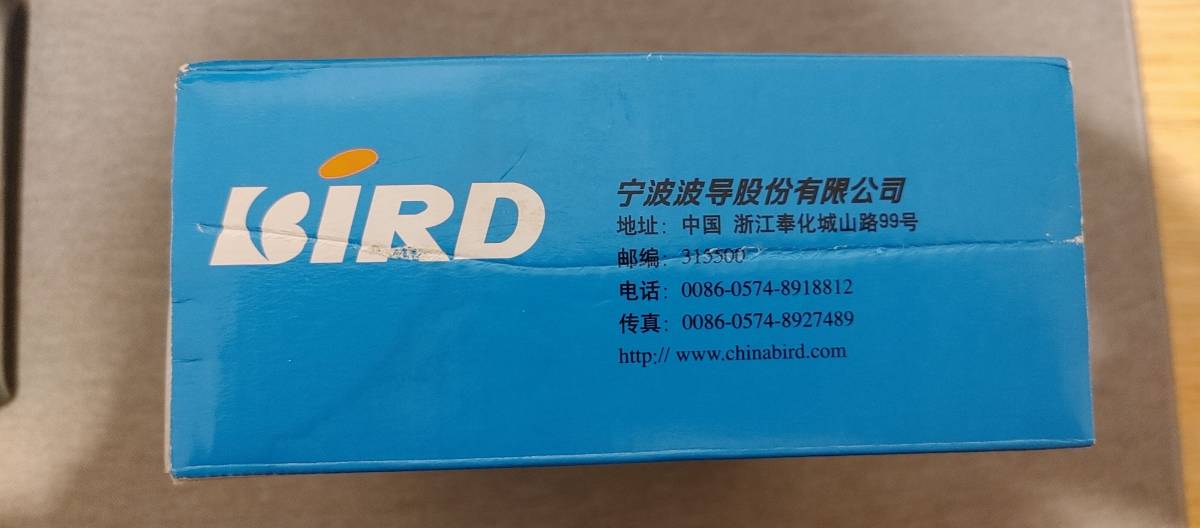 BiRD
宁波波导股份有限公司
地址：中国 浙江奉化城山路99号
邮编：315500
电话：0086-0574-8918812
传真：0086-0574-8927489
http:// www.chinabird.com